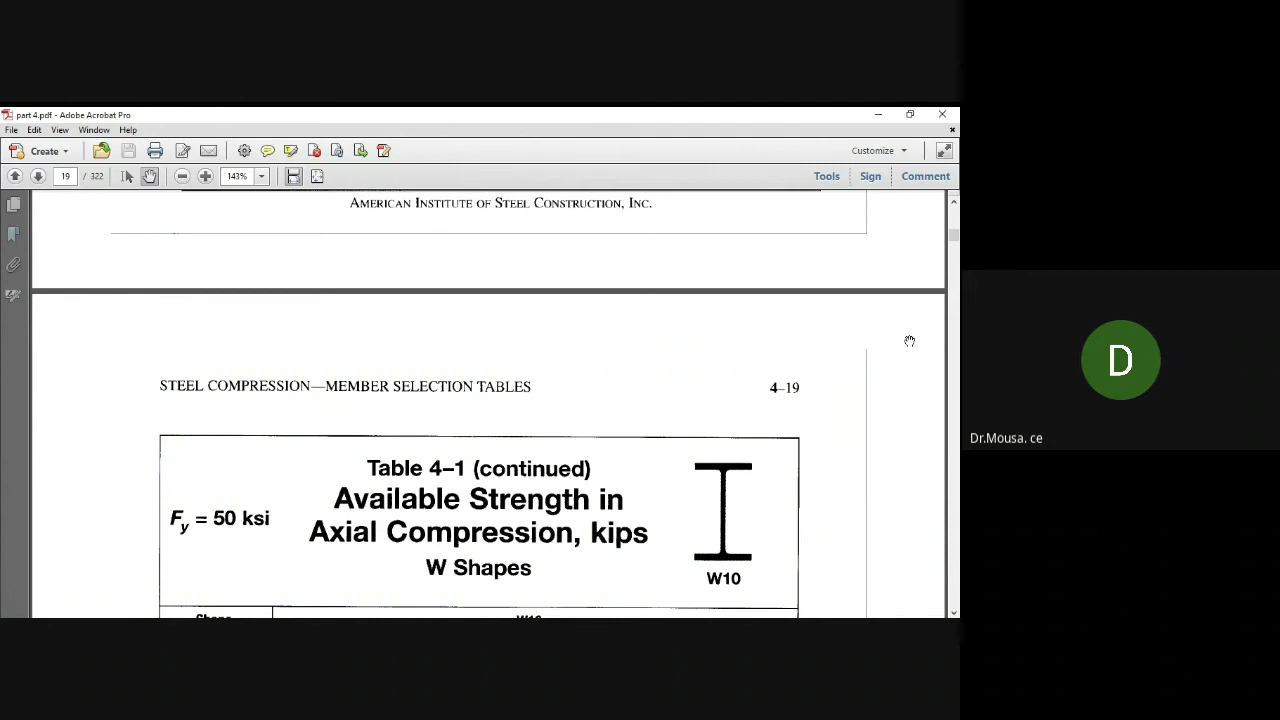 part 4.pdf - Adobe Acrobat Pro
File Edit View Window Help
Create Customize
19 / 322 143% Tools Sign Comment
AMERICAN INSTITUTE OF STEEL CONSTRUCTION, INC.
STEEL COMPRESSION—MEMBER SELECTION TABLES 4–19
Table 4–1 (continued)
Available Strength in
Fy = 50 ksi
Axial Compression, kips
W Shapes
W10
D
Dr.Mousa. ce